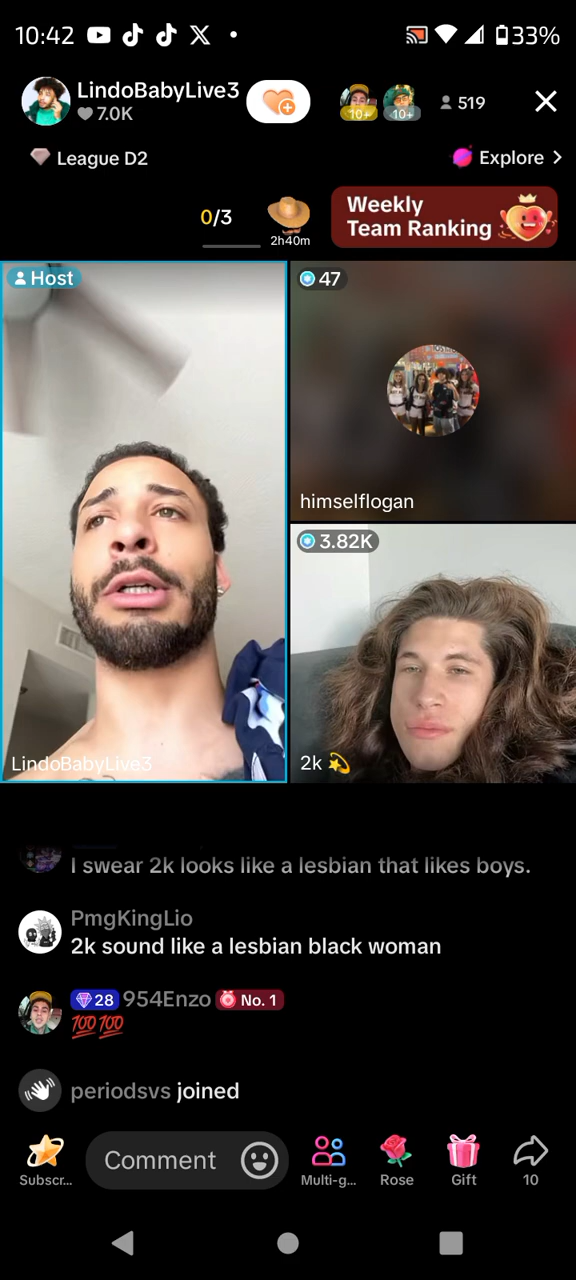 10:42
33%
LindoBabyLive3
7.0K
10+
10+
519
League D2
Explore
0/3
2h40m
Weekly
Team Ranking
Host
47
himselflogan
3.82K
LindoBabyLive3
2k
I swear 2k looks like a lesbian that likes boys.
PmgKingLio
2k sound like a lesbian black woman
28 954Enzo No. 1
💯💯
periodsvs joined
Comment
Subscr...
Multi-g...
Rose
Gift
10